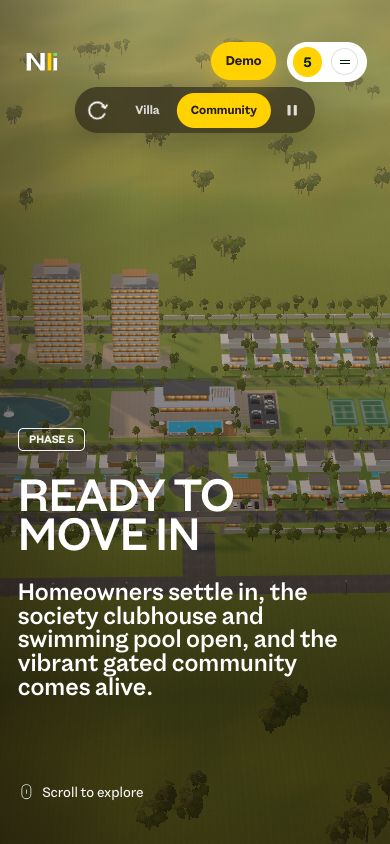 Nli
Demo
5
Villa
Community
PHASE 5
READY TO
MOVE IN
Homeowners settle in, the
society clubhouse and
swimming pool open, and the
vibrant gated community
comes alive.
Scroll to explore